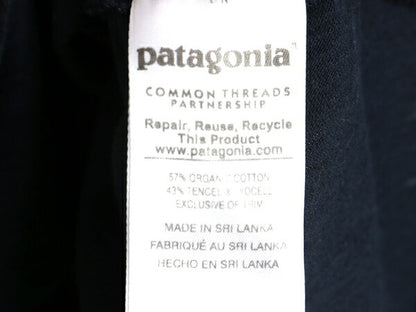 patagonia
COMMON THREADS
PARTNERSHIP
Repair, Reuse, Recycle
This Product
www.patagonia.com
57% ORGANIC COTTON
43% TENCEL LYOCELL
EXCLUSIVE OF TRIM
MADE IN SRI LANKA
FABRIQUÉ AU SRI LANKA
HECHO EN SRI LANKA